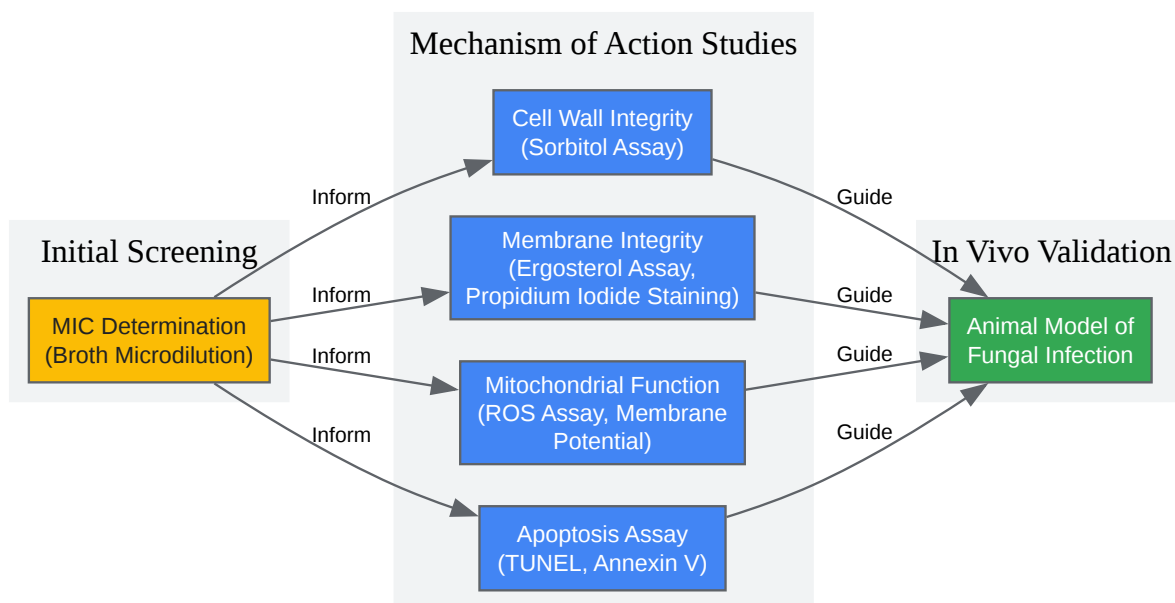 Initial Screening
MIC Determination
(Broth Microdilution)
Inform
Inform
Inform
Inform
Mechanism of Action Studies
Cell Wall Integrity
(Sorbitol Assay)
Membrane Integrity
(Ergosterol Assay,
Propidium Iodide Staining)
Mitochondrial Function
(ROS Assay, Membrane
Potential)
Apoptosis Assay
(TUNEL, Annexin V)
Guide
Guide
Guide
Guide
In Vivo Validation
Animal Model of
Fungal Infection